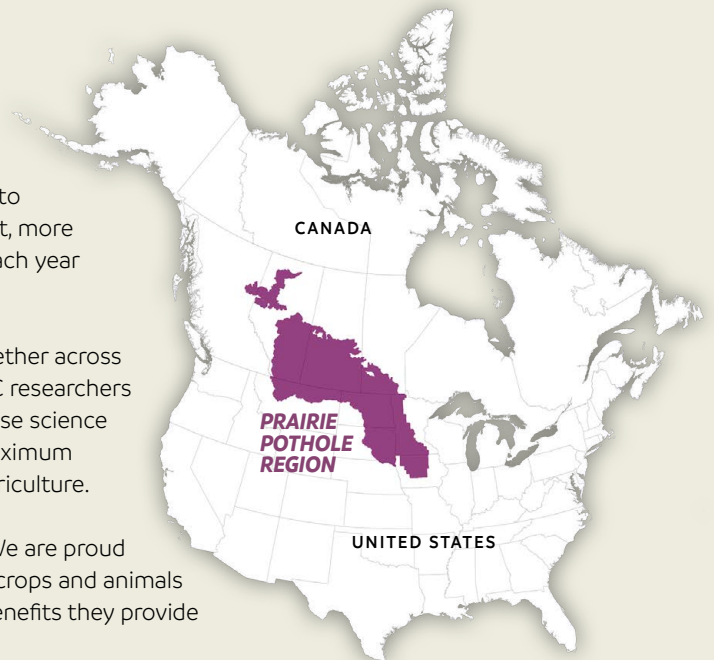 to
t, more
ach year
ether across
C researchers
se science
ximum
riculture.
We are proud
crops and animals
enefits they provide
CANADA
PRAIRIE
POTHOLE
REGION
UNITED STATES